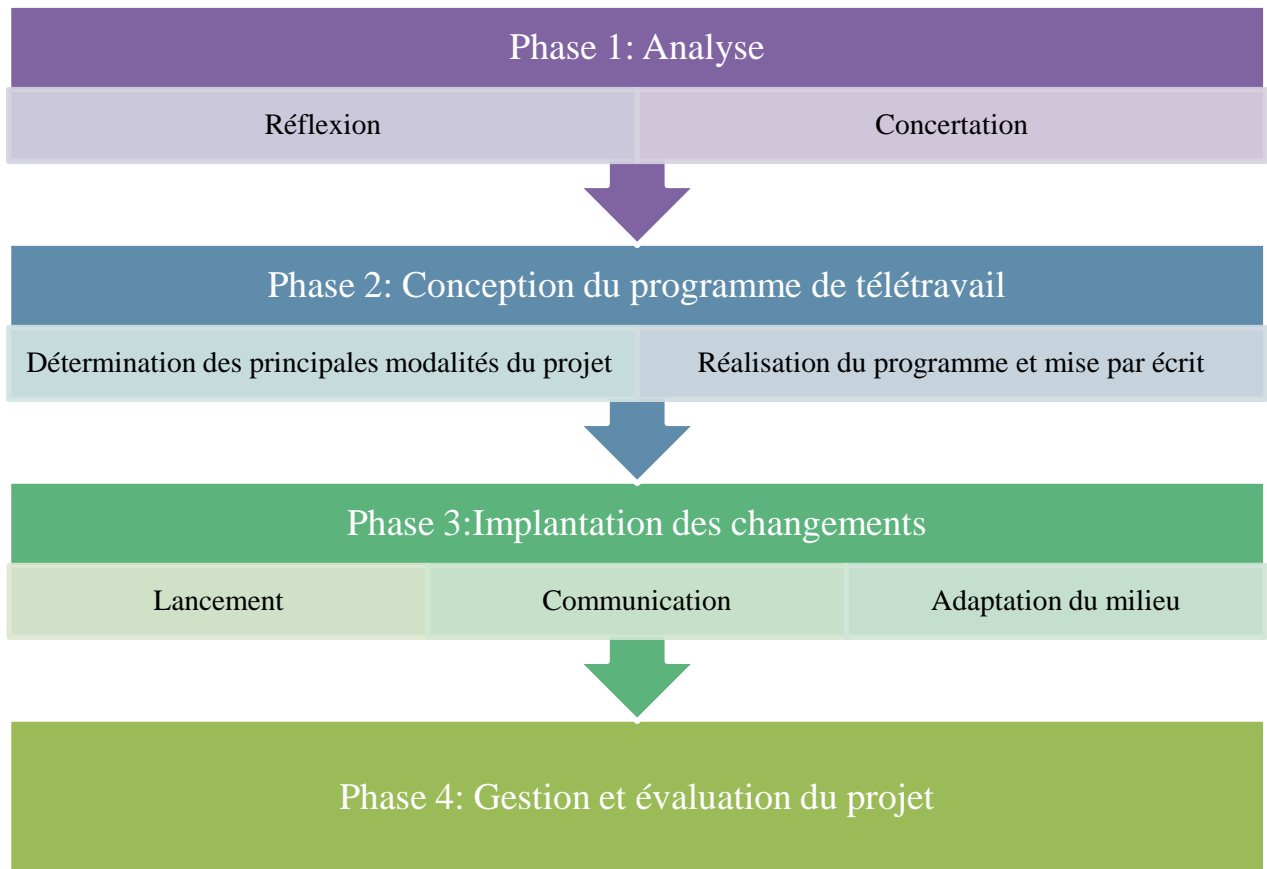 Phase 1: Analyse
Réflexion
Concertation
Phase 2: Conception du programme de télétravail
Détermination des principales modalités du projet
Réalisation du programme et mise par écrit
Phase 3:Implantation des changements
Lancement
Communication
Adaptation du milieu
Phase 4: Gestion et évaluation du projet